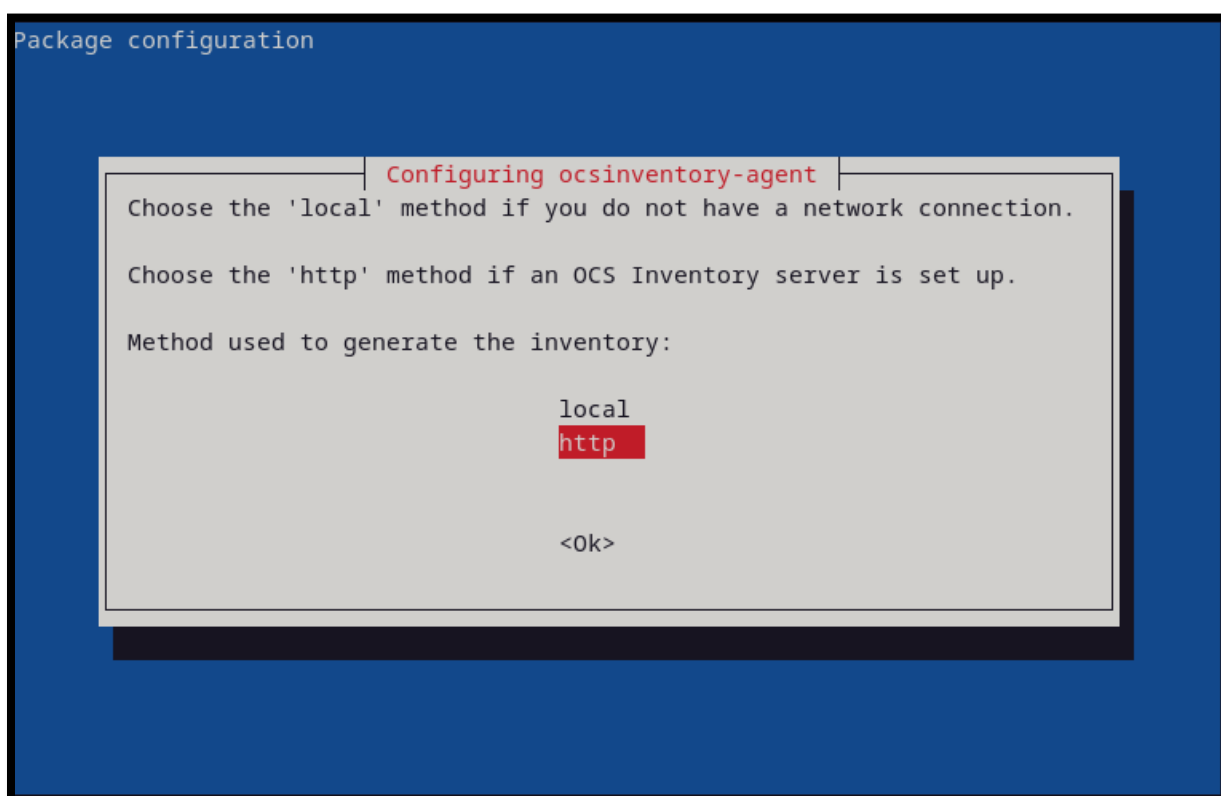 Package configuration
Configuring ocsinventory-agent
Choose the 'local' method if you do not have a network connection.
Choose the 'http' method if an OCS Inventory server is set up.
Method used to generate the inventory:
local
http
<Ok>